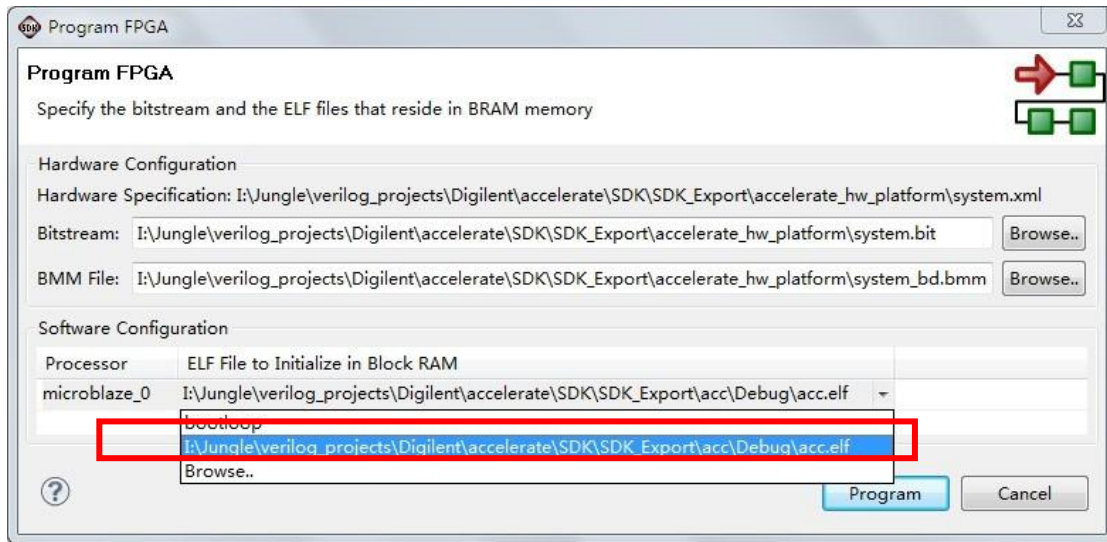 SDK Program FPGA
Program FPGA
Specify the bitstream and the ELF files that reside in BRAM memory
Hardware Configuration
Hardware Specification: I:\Jungle\verilog_projects\Digilent\accelerate\SDK\SDK_Export\accelerate_hw_platform\system.xml
Bitstream: I:\Jungle\verilog_projects\Digilent\accelerate\SDK\SDK_Export\accelerate_hw_platform\system.bit Browse..
BMM File: I:\Jungle\verilog_projects\Digilent\accelerate\SDK\SDK_Export\accelerate_hw_platform\system_bd.bmm Browse..
Software Configuration
Processor ELF File to Initialize in Block RAM
microblaze_0 I:\Jungle\verilog_projects\Digilent\accelerate\SDK\SDK_Export\acc\Debug\acc.elf
bootloop
I:\Jungle\verilog_projects\Digilent\accelerate\SDK\SDK_Export\acc\Debug\acc.elf
Browse..
? Program Cancel